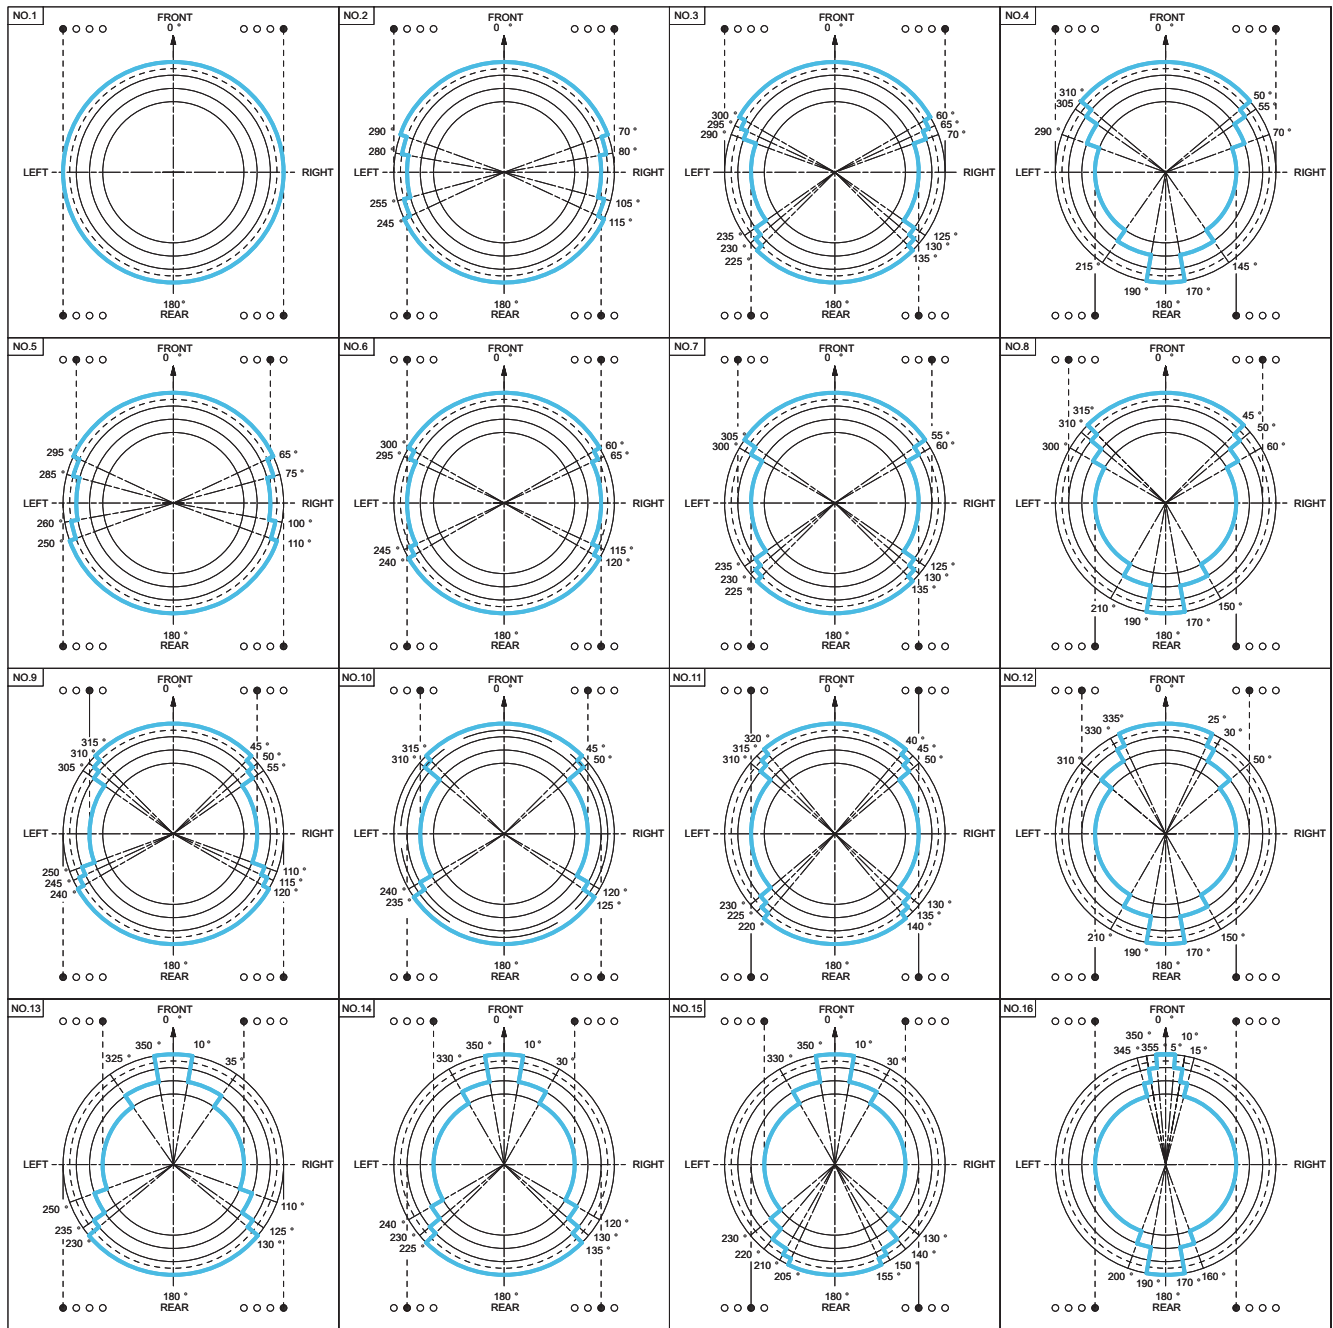 NO.1
FRONT
0 °
LEFT
RIGHT
180 °
REAR
NO.2
FRONT
0 °
290 °
70 °
280 °
80 °
LEFT
RIGHT
255 °
105 °
245 °
115 °
180 °
REAR
NO.3
FRONT
0 °
300 °
60 °
295 °
65 °
290 °
70 °
LEFT
RIGHT
235 °
125 °
230 °
130 °
225 °
135 °
180 °
REAR
NO.4
FRONT
0 °
310 °
50 °
305 °
55 °
290 °
70 °
LEFT
RIGHT
215 °
145 °
190 °
170 °
180 °
REAR
NO.5
FRONT
0 °
295 °
65 °
285 °
75 °
LEFT
RIGHT
260 °
100 °
250 °
110 °
180 °
REAR
NO.6
FRONT
0 °
300 °
60 °
295 °
65 °
LEFT
RIGHT
245 °
115 °
240 °
120 °
180 °
REAR
NO.7
FRONT
0 °
305 °
55 °
300 °
60 °
LEFT
RIGHT
235 °
125 °
230 °
130 °
225 °
135 °
180 °
REAR
NO.8
FRONT
0 °
315°
45 °
310 °
50 °
300 °
60 °
LEFT
RIGHT
210 °
150 °
190 °
170 °
180 °
REAR
NO.9
FRONT
0 °
315 °
45 °
310 °
50 °
305 °
55 °
LEFT
RIGHT
250 °
110 °
245 °
115 °
240 °
120 °
180 °
REAR
NO.10
FRONT
0 °
315 °
45 °
310 °
50 °
LEFT
RIGHT
240 °
120 °
235 °
125 °
180 °
REAR
NO.11
FRONT
0 °
320 °
40 °
315 °
45 °
310 °
50 °
LEFT
RIGHT
230 °
130 °
225 °
135 °
220 °
140 °
180 °
REAR
NO.12
FRONT
0 °
335°
25 °
330 °
30 °
310 °
50 °
LEFT
RIGHT
210 °
150 °
190 °
170 °
180 °
REAR
NO.13
FRONT
0 °
350 °
10 °
325 °
35 °
LEFT
RIGHT
250 °
110 °
235 °
125 °
230 °
130 °
180 °
REAR
NO.14
FRONT
0 °
350 °
10 °
330 °
30 °
LEFT
RIGHT
240 °
120 °
230 °
130 °
225 °
135 °
180 °
REAR
NO.15
FRONT
0 °
350 °
10 °
330 °
30 °
LEFT
RIGHT
230 °
130 °
220 °
140 °
210 °
150 °
205 °
155 °
180 °
REAR
NO.16
FRONT
0 °
350 °
10 °
355 °
5 °
345 °
15 °
LEFT
RIGHT
200 °
160 °
190 °
170 °
180 °
REAR